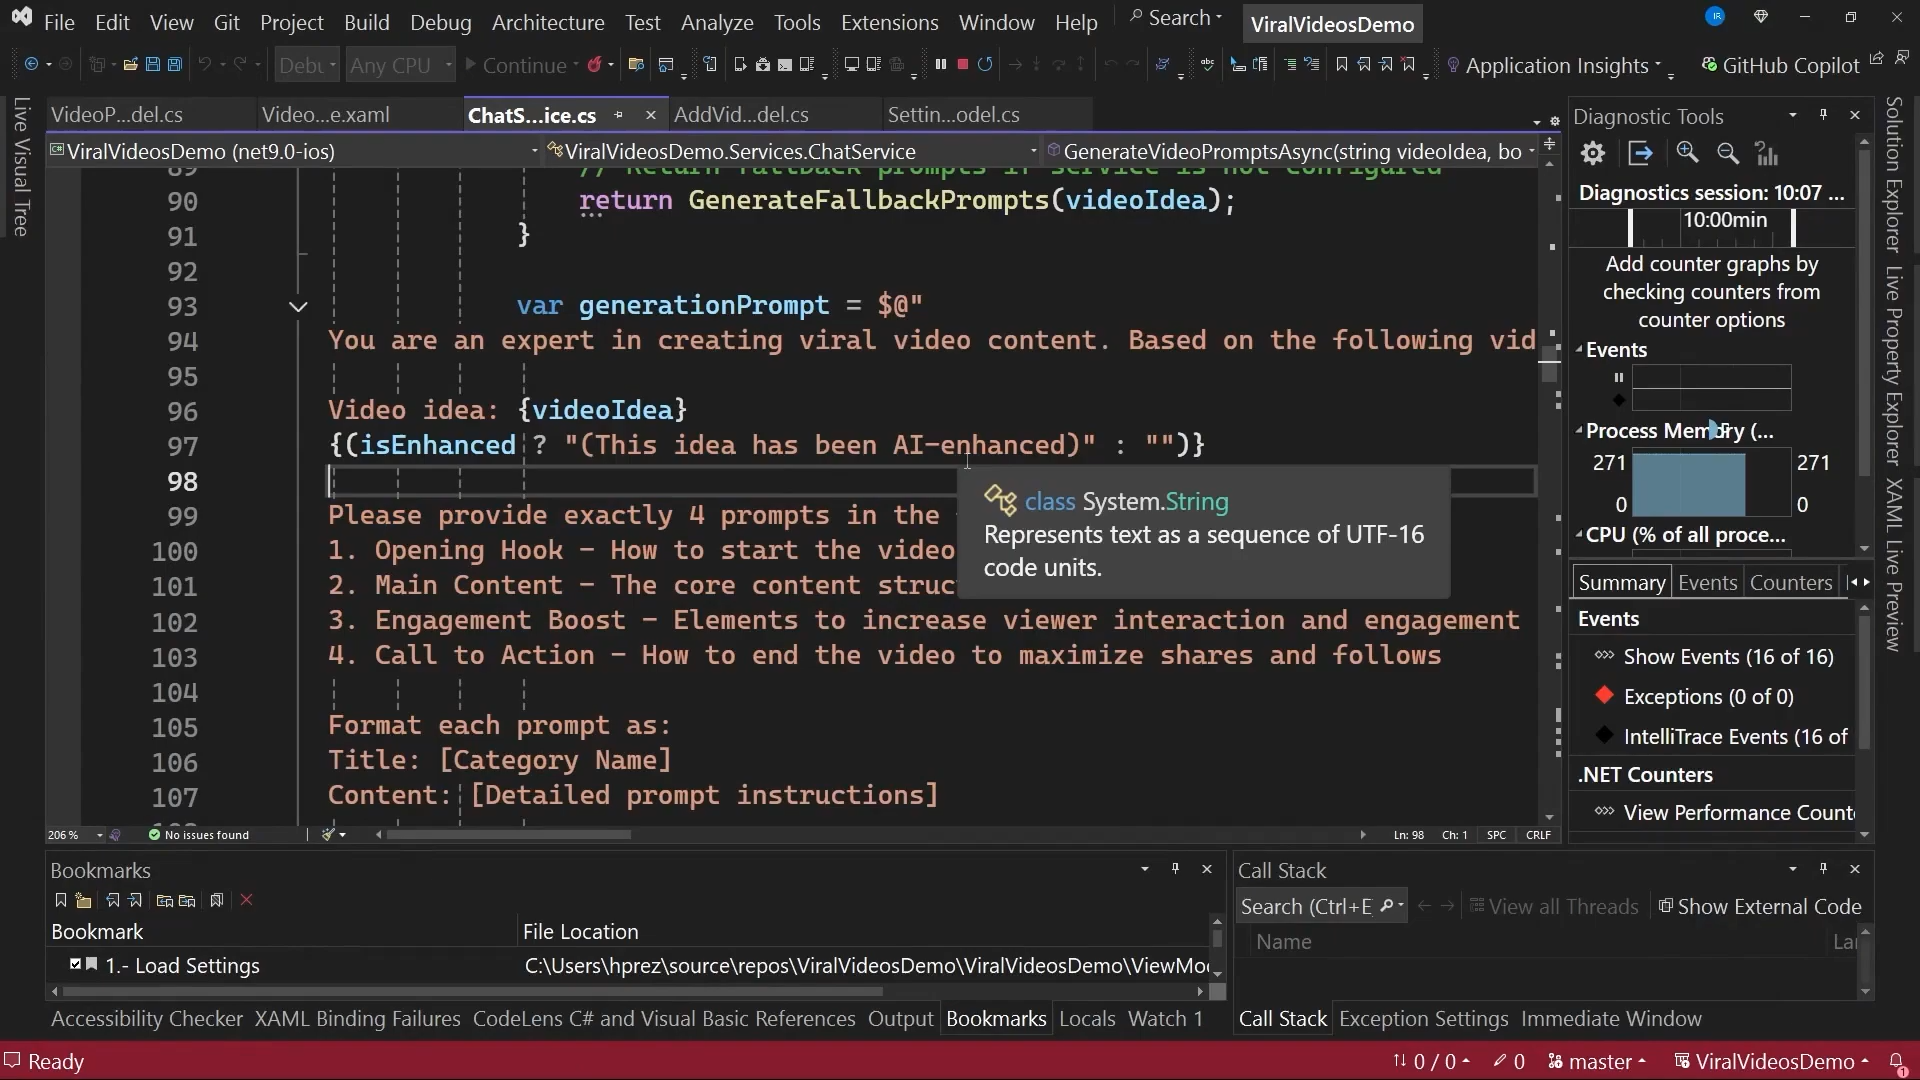 File Edit View Git Project Build Debug Architecture Test Analyze Tools Extensions Window Help Search ViralVideosDemo IR
Debu Any CPU Continue Application Insights GitHub Copilot
Live Visual Tree
VideoP...del.cs Video...e.xaml ChatS...ice.cs AddVid...del.cs Settin...odel.cs
ViralVideosDemo (net9.0-ios) ViralVideosDemo.Services.ChatService GenerateVideoPromptsAsync(string videoIdea, bo
89 // Return fallback prompts if service is not configured
90 return GenerateFallbackPrompts(videoIdea);
91 }
92
93 var generationPrompt = $@"
94 You are an expert in creating viral video content. Based on the following vid
95
96 Video idea: {videoIdea}
97 {(isEnhanced ? "(This idea has been AI-enhanced)" : "")}
98
99 Please provide exactly 4 prompts in the
100 1. Opening Hook - How to start the video
101 2. Main Content - The core content struc
102 3. Engagement Boost - Elements to increase viewer interaction and engagement
103 4. Call to Action - How to end the video to maximize shares and follows
104
105 Format each prompt as:
106 Title: [Category Name]
107 Content: [Detailed prompt instructions]
class System.String
Represents text as a sequence of UTF-16
code units.
206 % No issues found Ln: 98 Ch: 1 SPC CRLF
Diagnostic Tools
Diagnostics session: 10:07 ...
10:00min
Add counter graphs by
checking counters from
counter options
Events
Process Memory (...
271 271
0 0
CPU (% of all proce...
Summary Events Counters
Events
Show Events (16 of 16)
Exceptions (0 of 0)
IntelliTrace Events (16 of
.NET Counters
View Performance Count
Solution Explorer
Live Property Explorer
XAML Live Preview
Bookmarks
Bookmark File Location
1.- Load Settings C:\Users\hprez\source\repos\ViralVideosDemo\ViralVideosDemo\ViewMo
Call Stack
Search (Ctrl+E View all Threads Show External Code
Name Lan
Accessibility Checker XAML Binding Failures CodeLens C# and Visual Basic References Output Bookmarks Locals Watch 1
Call Stack Exception Settings Immediate Window
Ready 0 / 0 0 master ViralVideosDemo 1